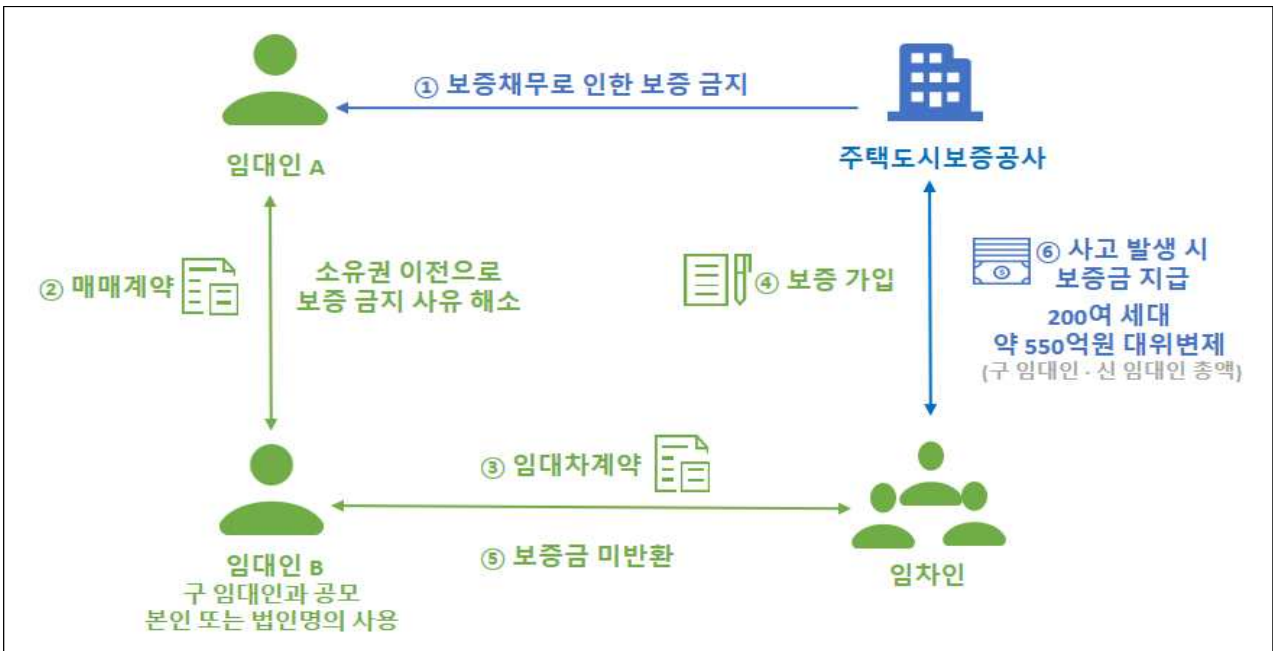 ① 보증채무로 인한 보증 금지
임대인 A
주택도시보증공사
② 매매계약
소유권 이전으로
보증 금지 사유 해소
④ 보증 가입
⑥ 사고 발생 시
보증금 지급
200여 세대
약 550억원 대위변제
(구 임대인 · 신 임대인 총액)
③ 임대차계약
⑤ 보증금 미반환
임대인 B
구 임대인과 공모
본인 또는 법인명의 사용
임차인